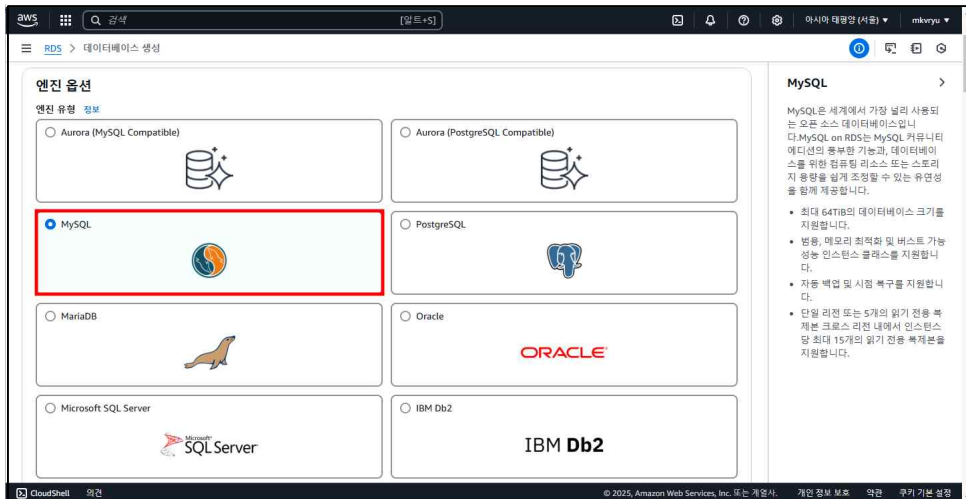 aws
검색
[알트+S]
아시아 태평양 (서울)
mkvryu
RDS > 데이터베이스 생성
엔진 옵션
엔진 유형 정보
Aurora (MySQL Compatible)
Aurora (PostgreSQL Compatible)
MySQL
PostgreSQL
MariaDB
Oracle
ORACLE
Microsoft SQL Server
IBM Db2
Microsoft
SQL Server
IBM Db2
MySQL
MySQL은 세계에서 가장 널리 사용되
는 오픈 소스 데이터베이스입니
다.MySQL on RDS는 MySQL 커뮤니티
에디션의 풍부한 기능과, 데이터베이
스를 위한 컴퓨팅 리소스 또는 스토리
지 용량을 쉽게 조정할 수 있는 유연성
을 함께 제공합니다.
• 최대 64TiB의 데이터베이스 크기를
지원합니다.
• 범용, 메모리 최적화 및 버스트 가능
성능 인스턴스 클래스를 지원합니
다.
• 자동 백업 및 시점 복구를 지원합니
다.
• 단일 리전 또는 5개의 읽기 전용 복
제본 크로스 리전 내에서 인스턴스
당 최대 15개의 읽기 전용 복제본을
지원합니다.
CloudShell 의견
© 2025, Amazon Web Services, Inc. 또는 계열사.
개인 정보 보호 약관 쿠키 기본 설정